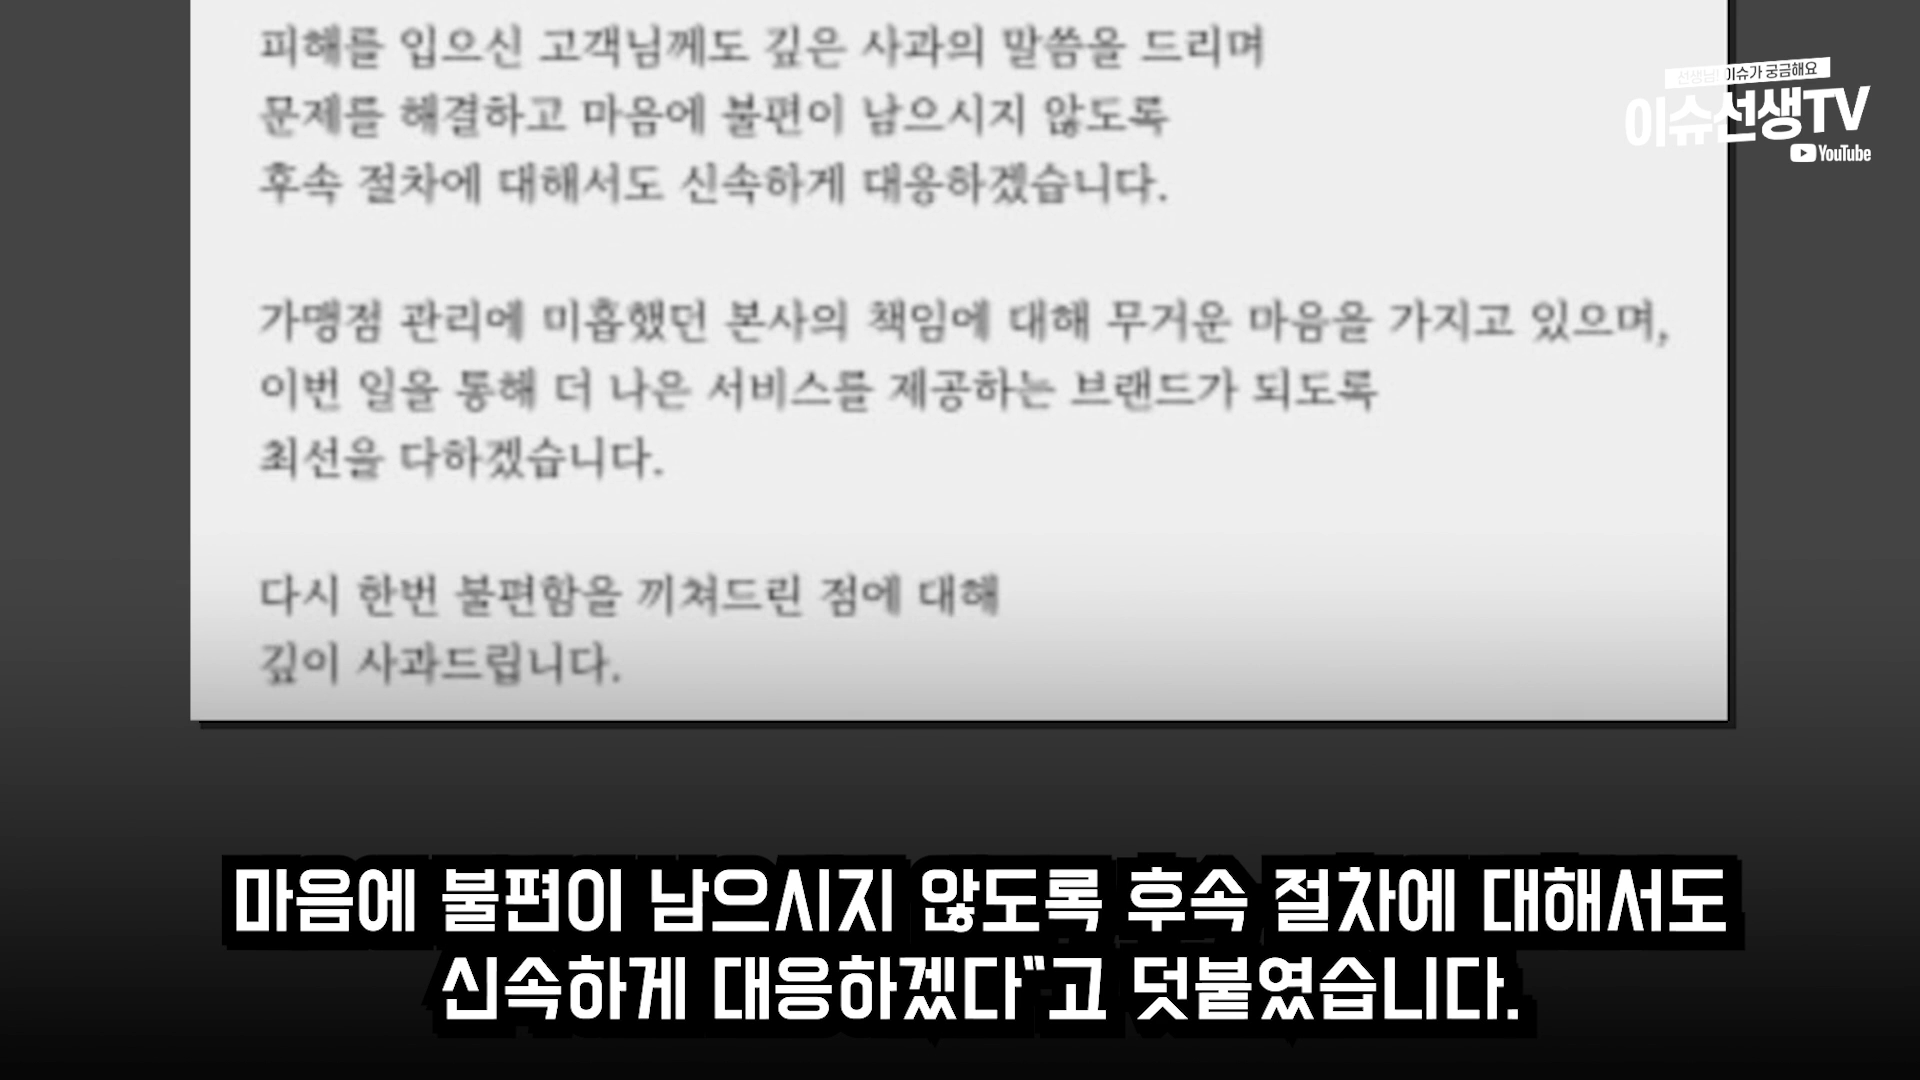 피해를 입으신 고객님께도 깊은 사과의 말씀을 드리며
문제를 해결하고 마음에 불편이 남으시지 않도록
후속 절차에 대해서도 신속하게 대응하겠습니다.
가맹점 관리에 미흡했던 본사의 책임에 대해 무거운 마음을 가지고 있으며,
이번 일을 통해 더 나은 서비스를 제공하는 브랜드가 되도록
최선을 다하겠습니다.
다시 한번 불편함을 끼쳐드린 점에 대해
깊이 사과드립니다.
선생님! 이슈가 궁금해요
이슈선생TV
YouTube
마음에 불편이 남으시지 않도록 후속 절차에 대해서도
신속하게 대응하겠다"고 덧붙였습니다.